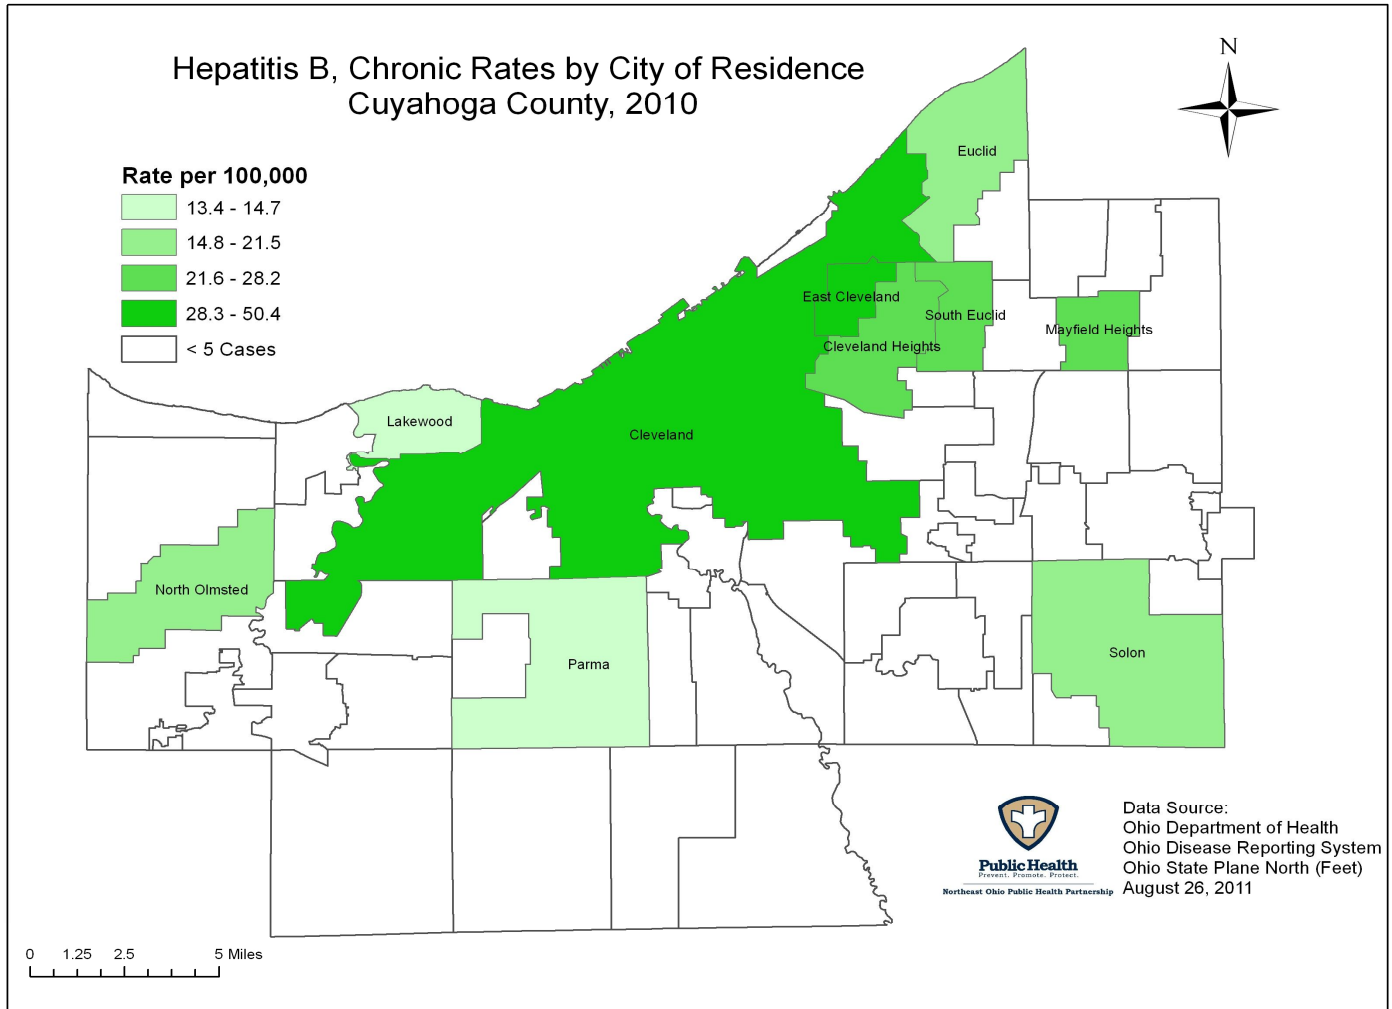 Hepatitis B, Chronic Rates by City of Residence
Cuyahoga County, 2010
N
Rate per 100,000
13.4 - 14.7
14.8 - 21.5
21.6 - 28.2
28.3 - 50.4
< 5 Cases
Euclid
East Cleveland
South Euclid
Mayfield Heights
Cleveland Heights
Lakewood
Cleveland
North Olmsted
Parma
Solon
Public Health
Prevent. Promote. Protect.
Northeast Ohio Public Health Partnership
Data Source:
Ohio Department of Health
Ohio Disease Reporting System
Ohio State Plane North (Feet)
August 26, 2011
0 1.25 2.5 5 Miles